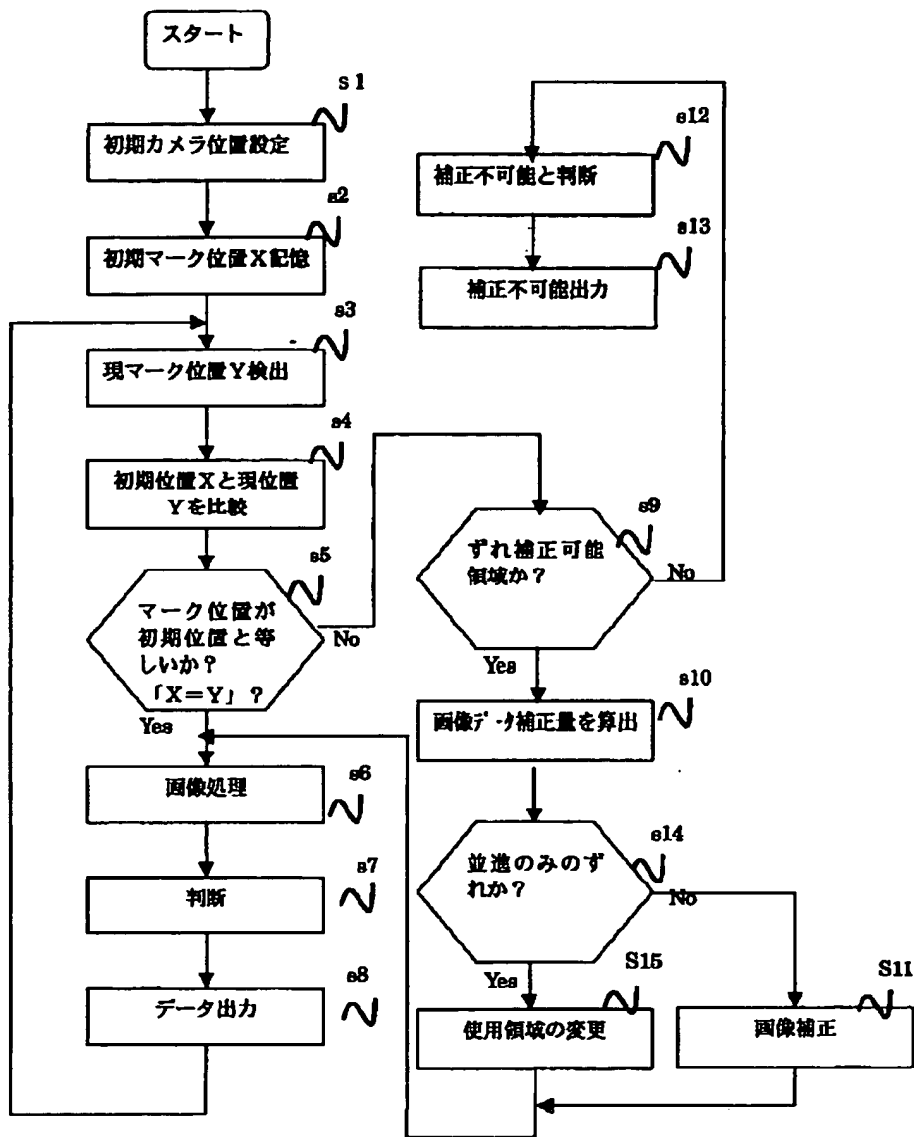 スタート
s1
初期カメラ位置設定
s2
初期マーク位置X記憶
s3
現マーク位置Y検出
s4
初期位置Xと現位置
Yを比較
s5
マーク位置が
初期位置と等
しいか?
「X=Y」?
No
Yes
s6
画像処理
s7
判断
s8
データ出力
s12
補正不可能と判断
s13
補正不可能出力
s9
ずれ補正可能
領域か?
No
Yes
s10
画像データ補正量を算出
s14
並進のみのず
れか?
No
Yes
S15
使用領域の変更
S11
画像補正